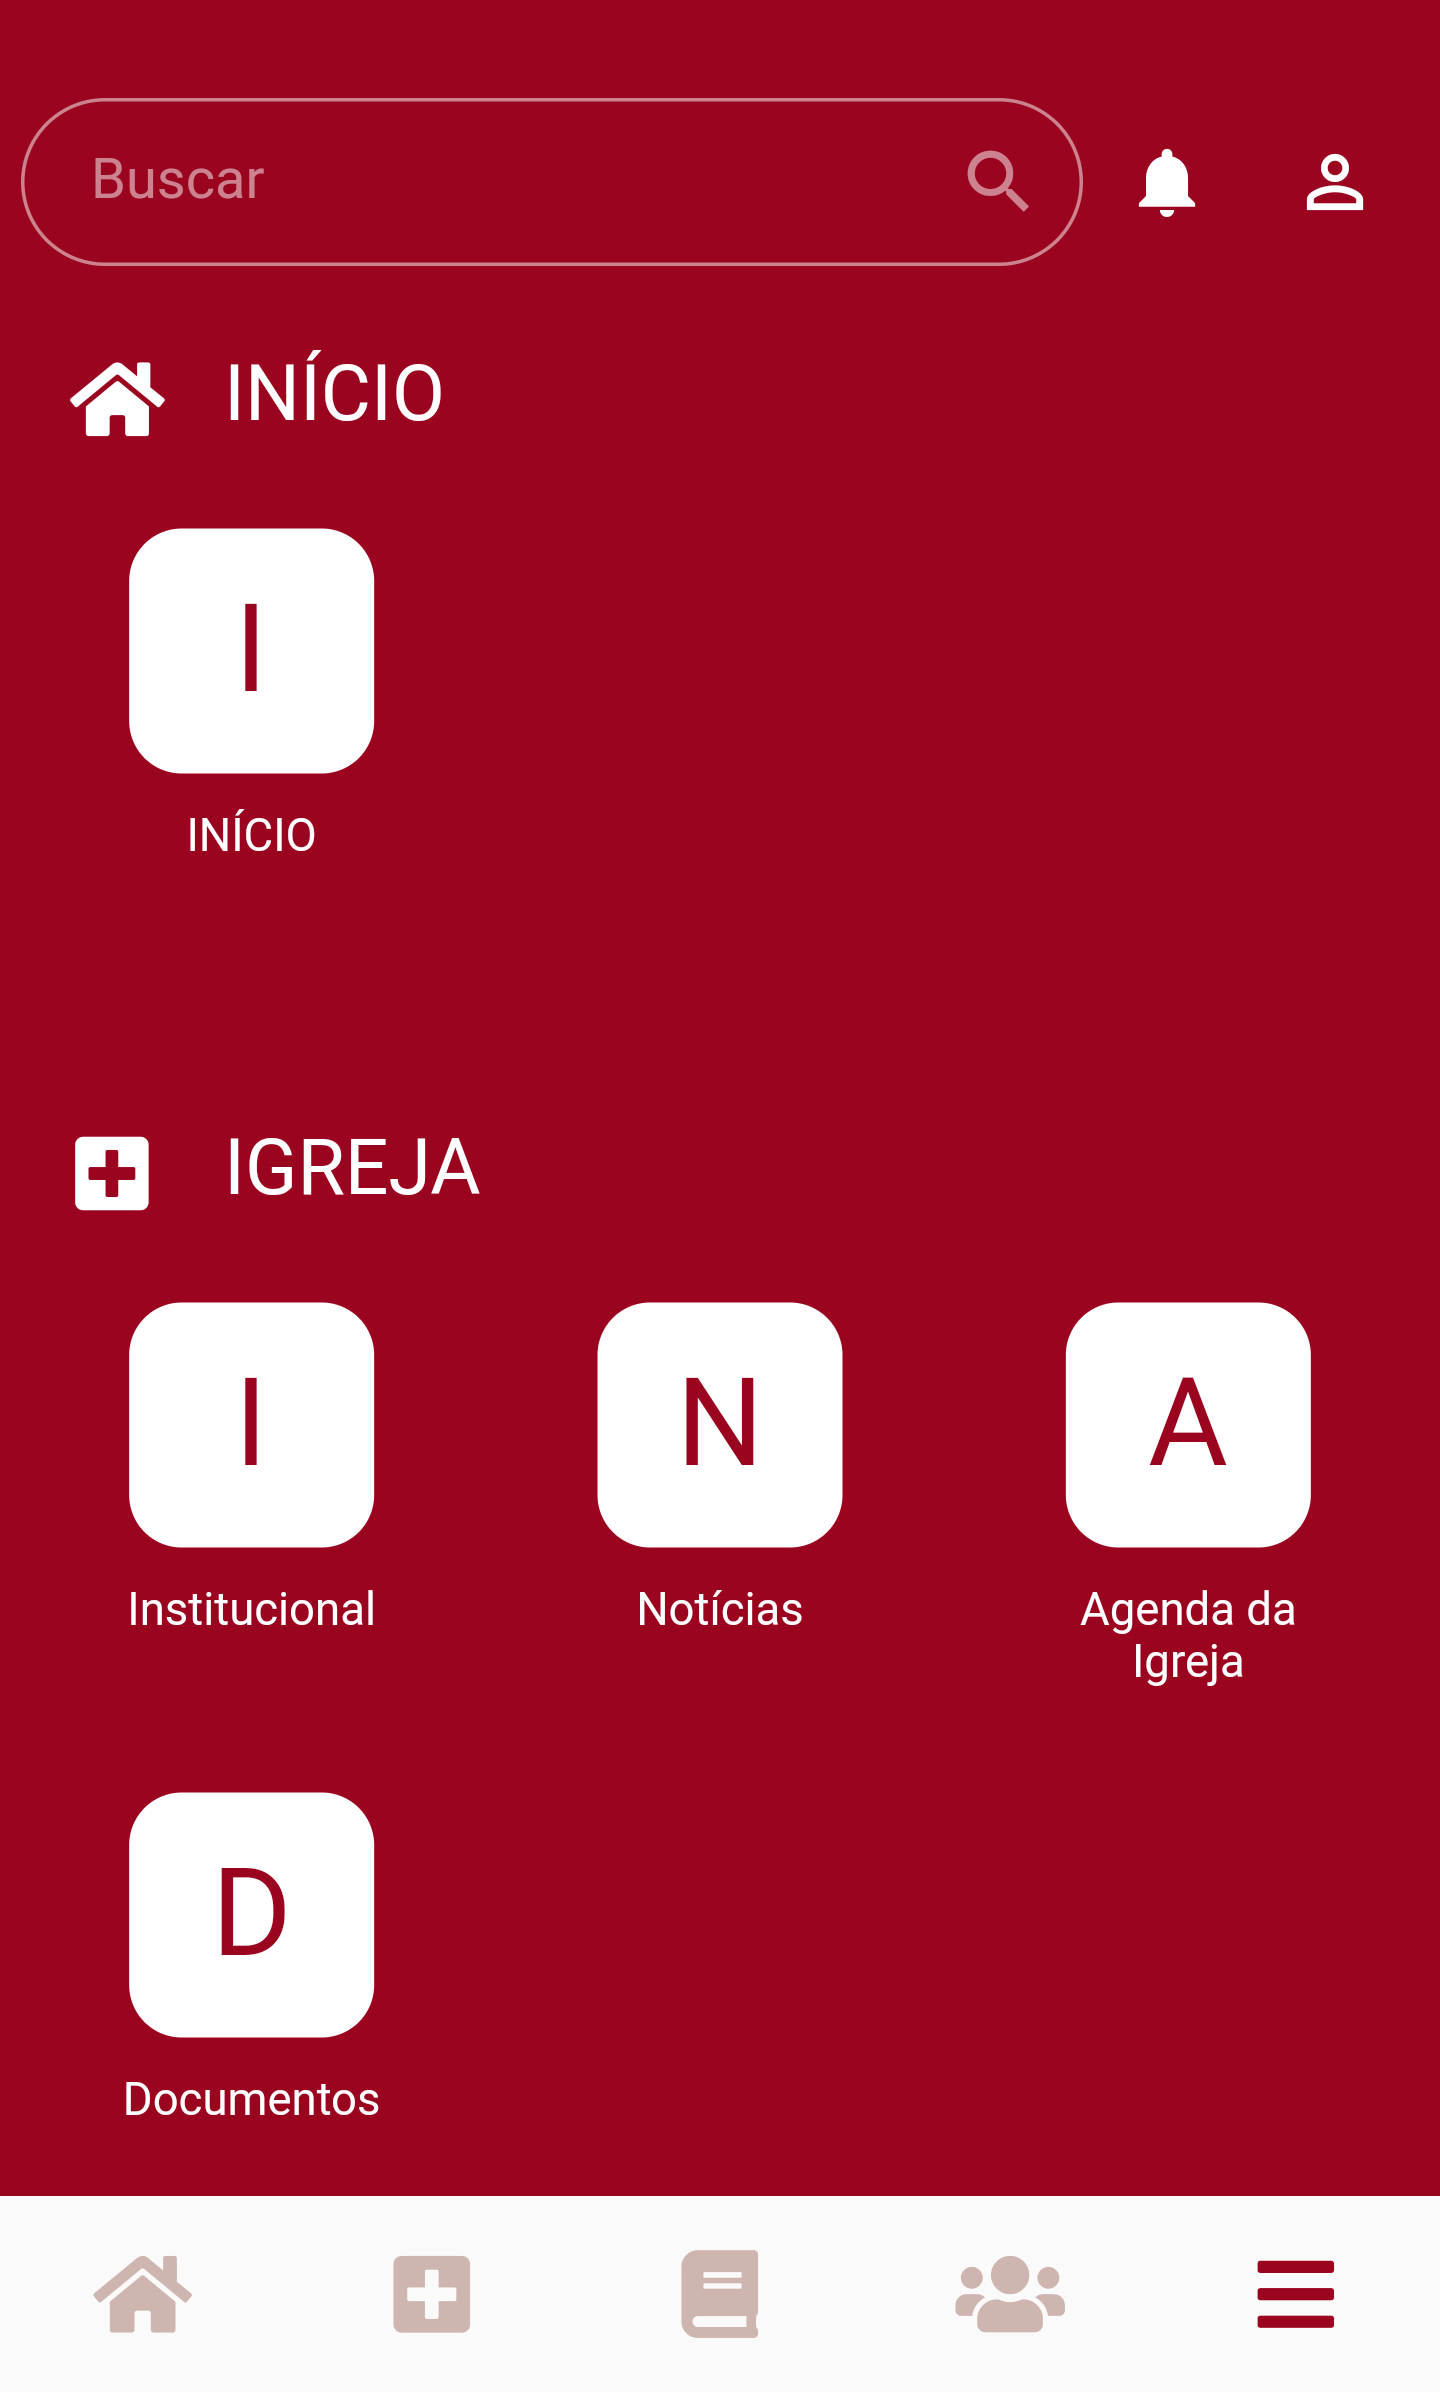 Buscar
INÍCIO
I
INÍCIO
IGREJA
I
N
A
Institucional
Notícias
Agenda da
Igreja
D
Documentos